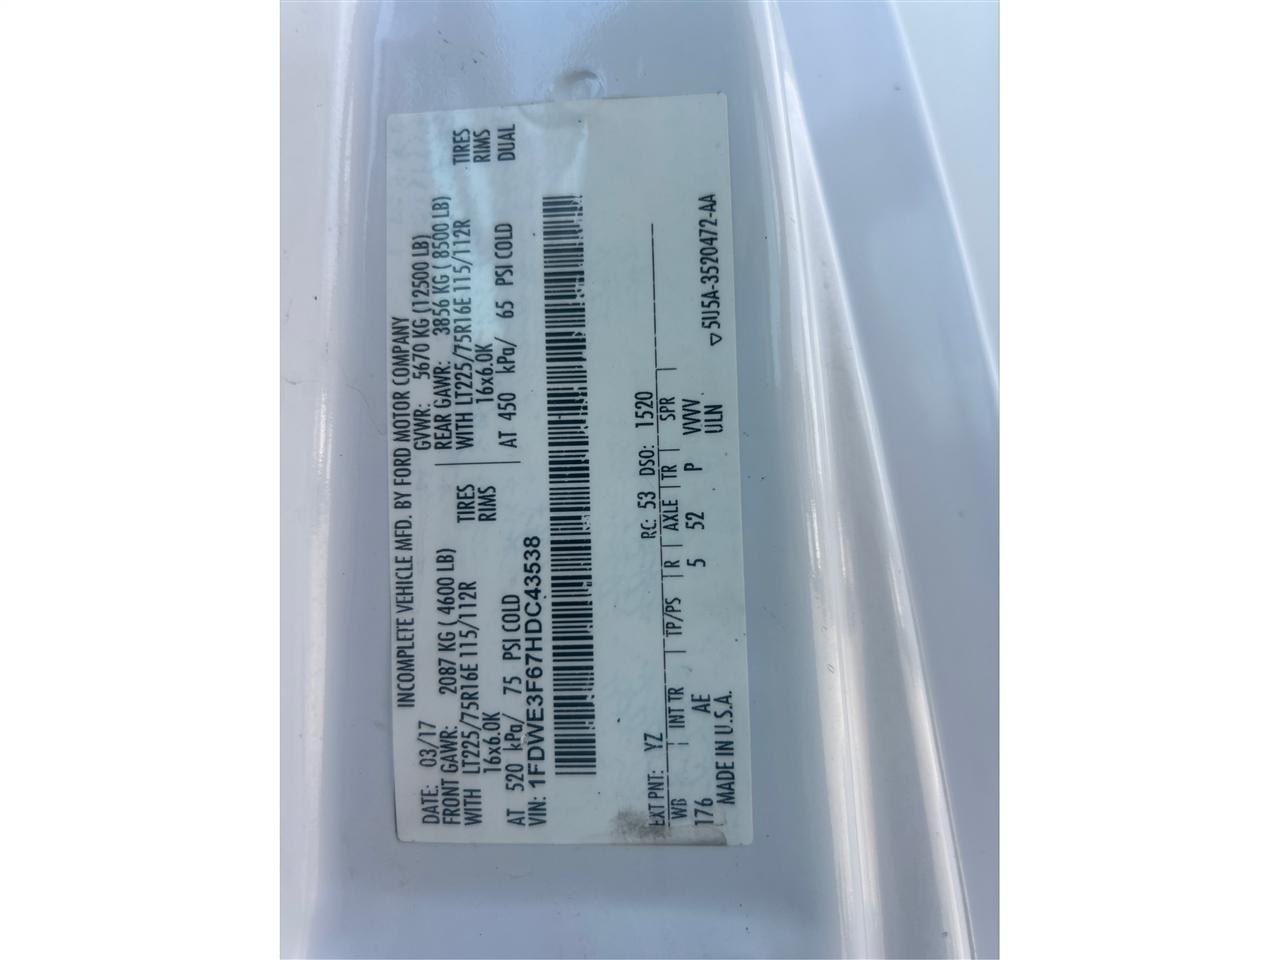 INCOMPLETE VEHICLE MFD. BY FORD MOTOR COMPANY
DATE: 03/17 GVWR: 5670 KG (12500 LB)
FRONT GAWR: 2087 KG ( 4600 LB) REAR GAWR: 3856 KG ( 8500 LB)
WITH LT225/75R16E 115/112R TIRES WITH LT225/75R16E 115/112R TIRES
16x6.0K RIMS 16x6.0K RIMS
AT 520 kPa/ 75 PSI COLD AT 450 kPa/ 65 PSI COLD DUAL
VIN: 1FDWE3F67HDC43538
EXT PNT: YZ RC: 53 DSO: 1520
WB INT TR TP/PS R AXLE TR SPR
176 AE 5 52 P VVVV
MADE IN U.S.A. ULN ▽ 5U5A-3520472-AA